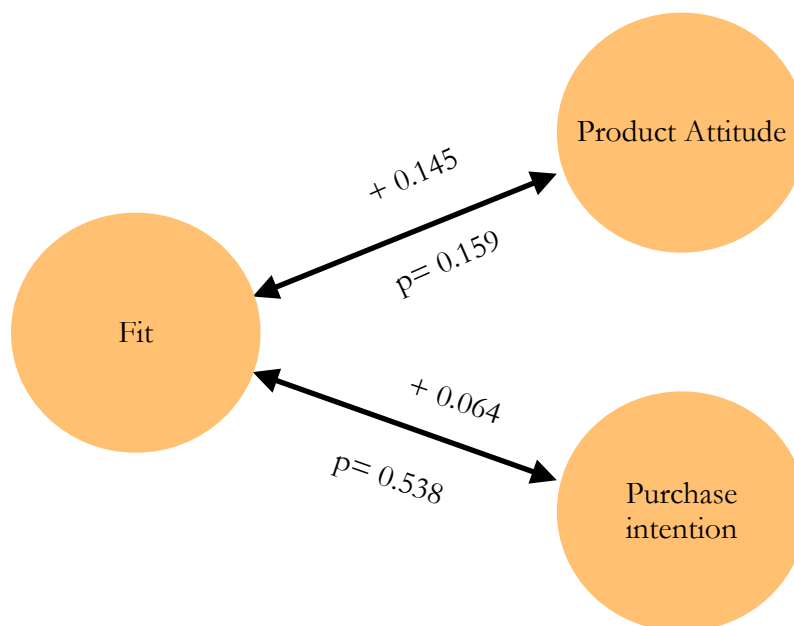 Product Attitude
+ 0.145
p= 0.159
Fit
+ 0.064
p= 0.538
Purchase
intention